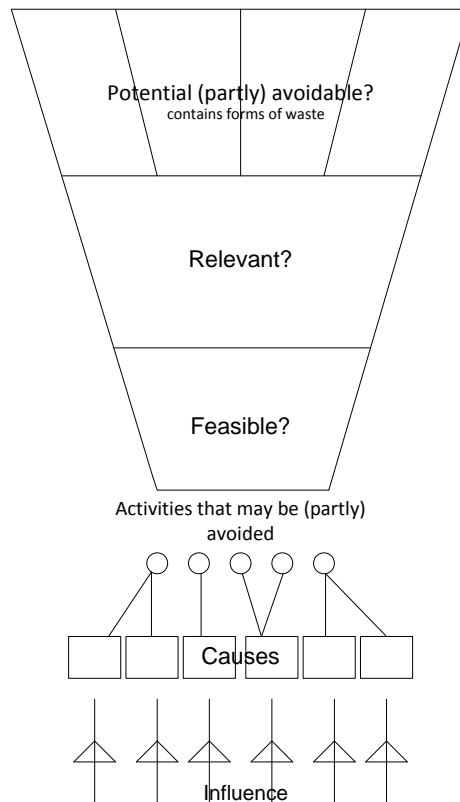 Potential (partly) avoidable?
contains forms of waste
Relevant?
Feasible?
Activities that may be (partly)
avoided
Causes
Influence